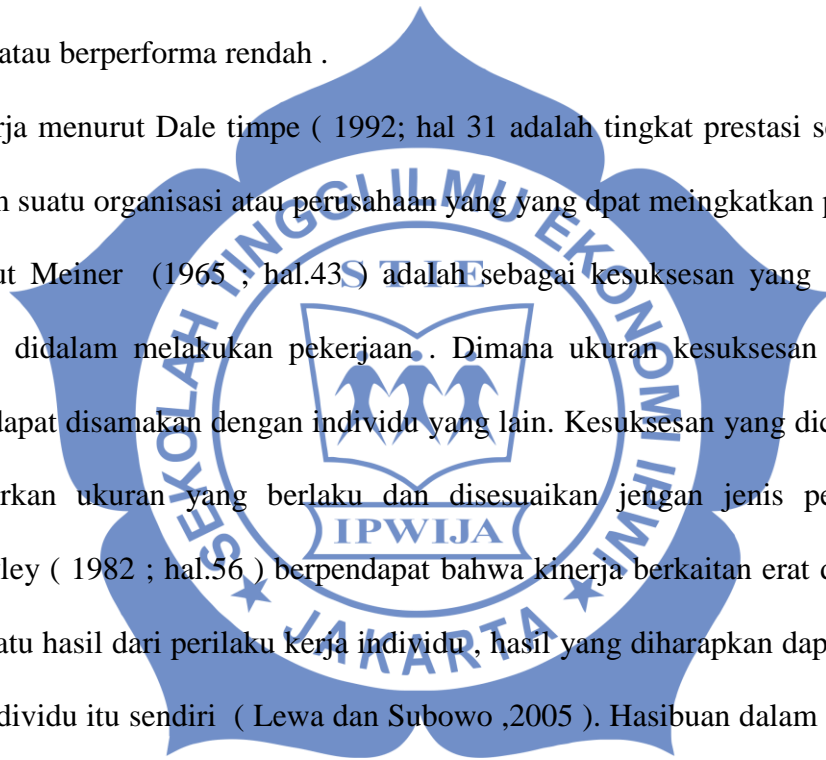 atau berperforma rendah .
rja menurut Dale timpe ( 1992; hal 31 adalah tingkat prestasi se
n suatu organisasi atau perusahaan yang yang dpat meingkatkan p
ut Meiner (1965 ; hal.43 ) adalah sebagai kesuksesan yang
didalam melakukan pekerjaan . Dimana ukuran kesuksesan
dapat disamakan dengan individu yang lain. Kesuksesan yang did
rkan ukuran yang berlaku dan disesuaikan jengan jenis pe
ley ( 1982 ; hal.56 ) berpendapat bahwa kinerja berkaitan erat d
atu hasil dari perilaku kerja individu , hasil yang diharapkan dap
dividu itu sendiri ( Lewa dan Subowo ,2005 ). Hasibuan dalam
SEKOLAH TINGGI ILMU EKONOMI IPWI
STIE
IPWIJA
★ JAKARTA ★